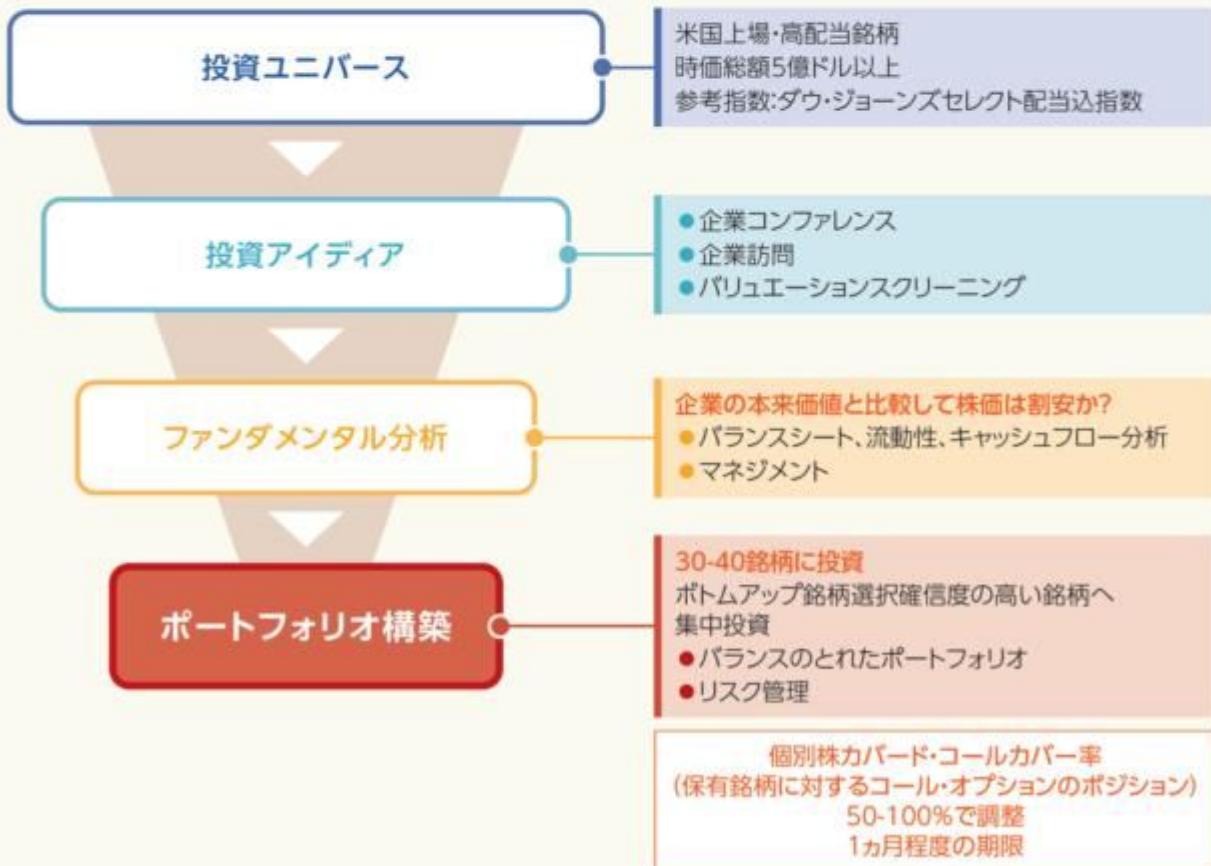 投資ユニバース
米国上場・高配当銘柄
時価総額5億ドル以上
参考指数:ダウ・ジョーンズセレクト配当込指数
投資アイディア
●企業コンファレンス
●企業訪問
●バリュエーションスクリーニング
ファンダメンタル分析
企業の本来価値と比較して株価は割安か?
●バランスシート、流動性、キャッシュフロー分析
●マネジメント
ポートフォリオ構築
30-40銘柄に投資
ボトムアップ銘柄選択確信度の高い銘柄へ
集中投資
●バランスのとれたポートフォリオ
●リスク管理
個別株カバード・コールカバー率
(保有銘柄に対するコール・オプションのポジション)
50-100%で調整
1ヵ月程度の期限